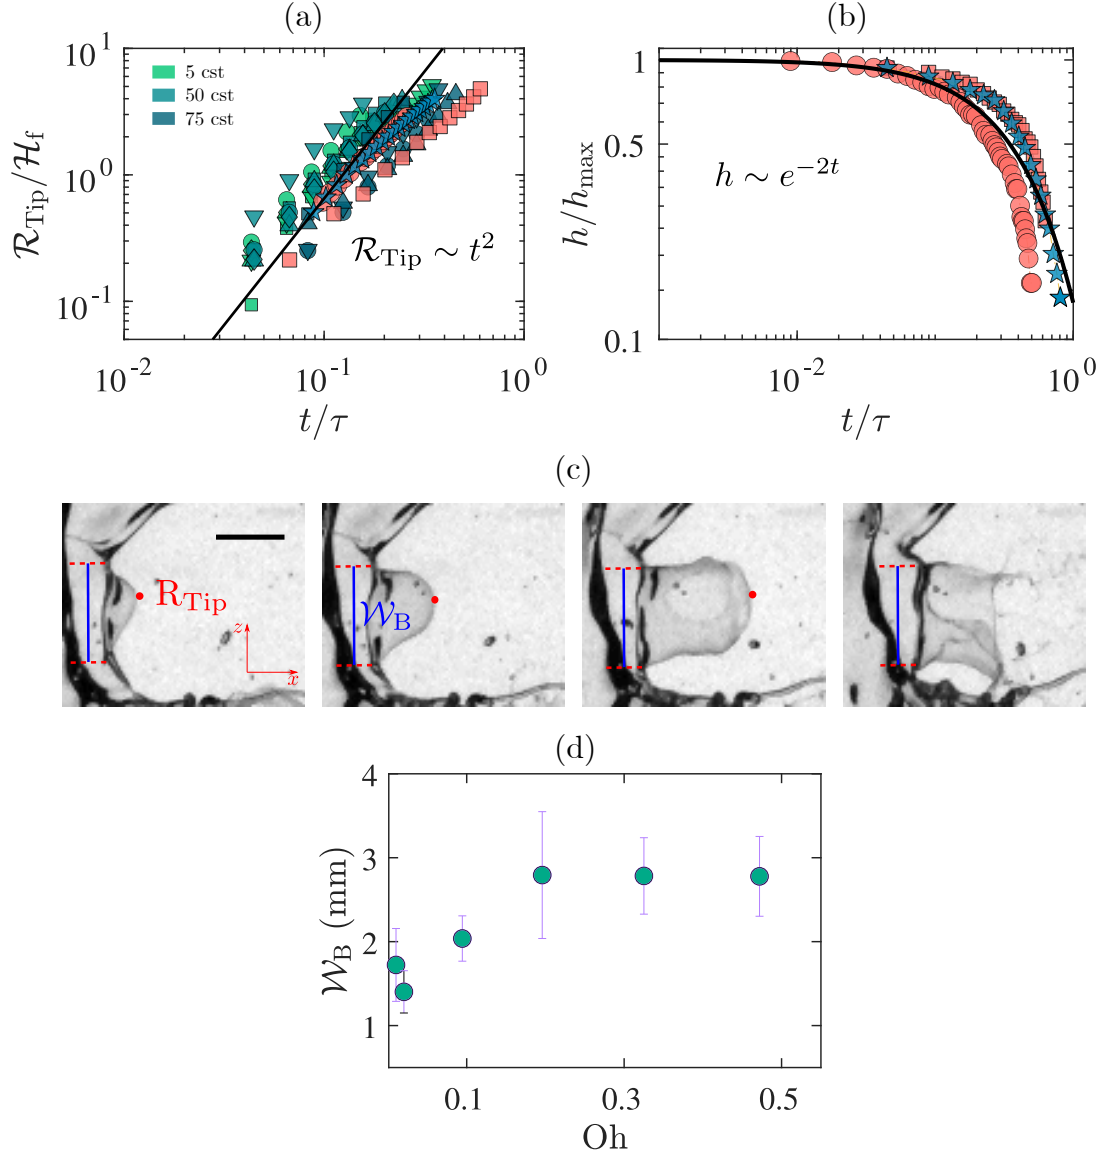 (a)
10^1
10^0
10^-1
R_Tip/H_f
5 cst
50 cst
75 cst
R_Tip ∼ t^2
10^-2 10^-1 10^0
t/τ
(b)
1
0.5
0.1
h/h_max
h ∼ e^-2t
10^-2 10^0
t/τ
(c)
R_Tip
z
x
W_B
(d)
4
3
2
1
W_B (mm)
0.1 0.3 0.5
Oh